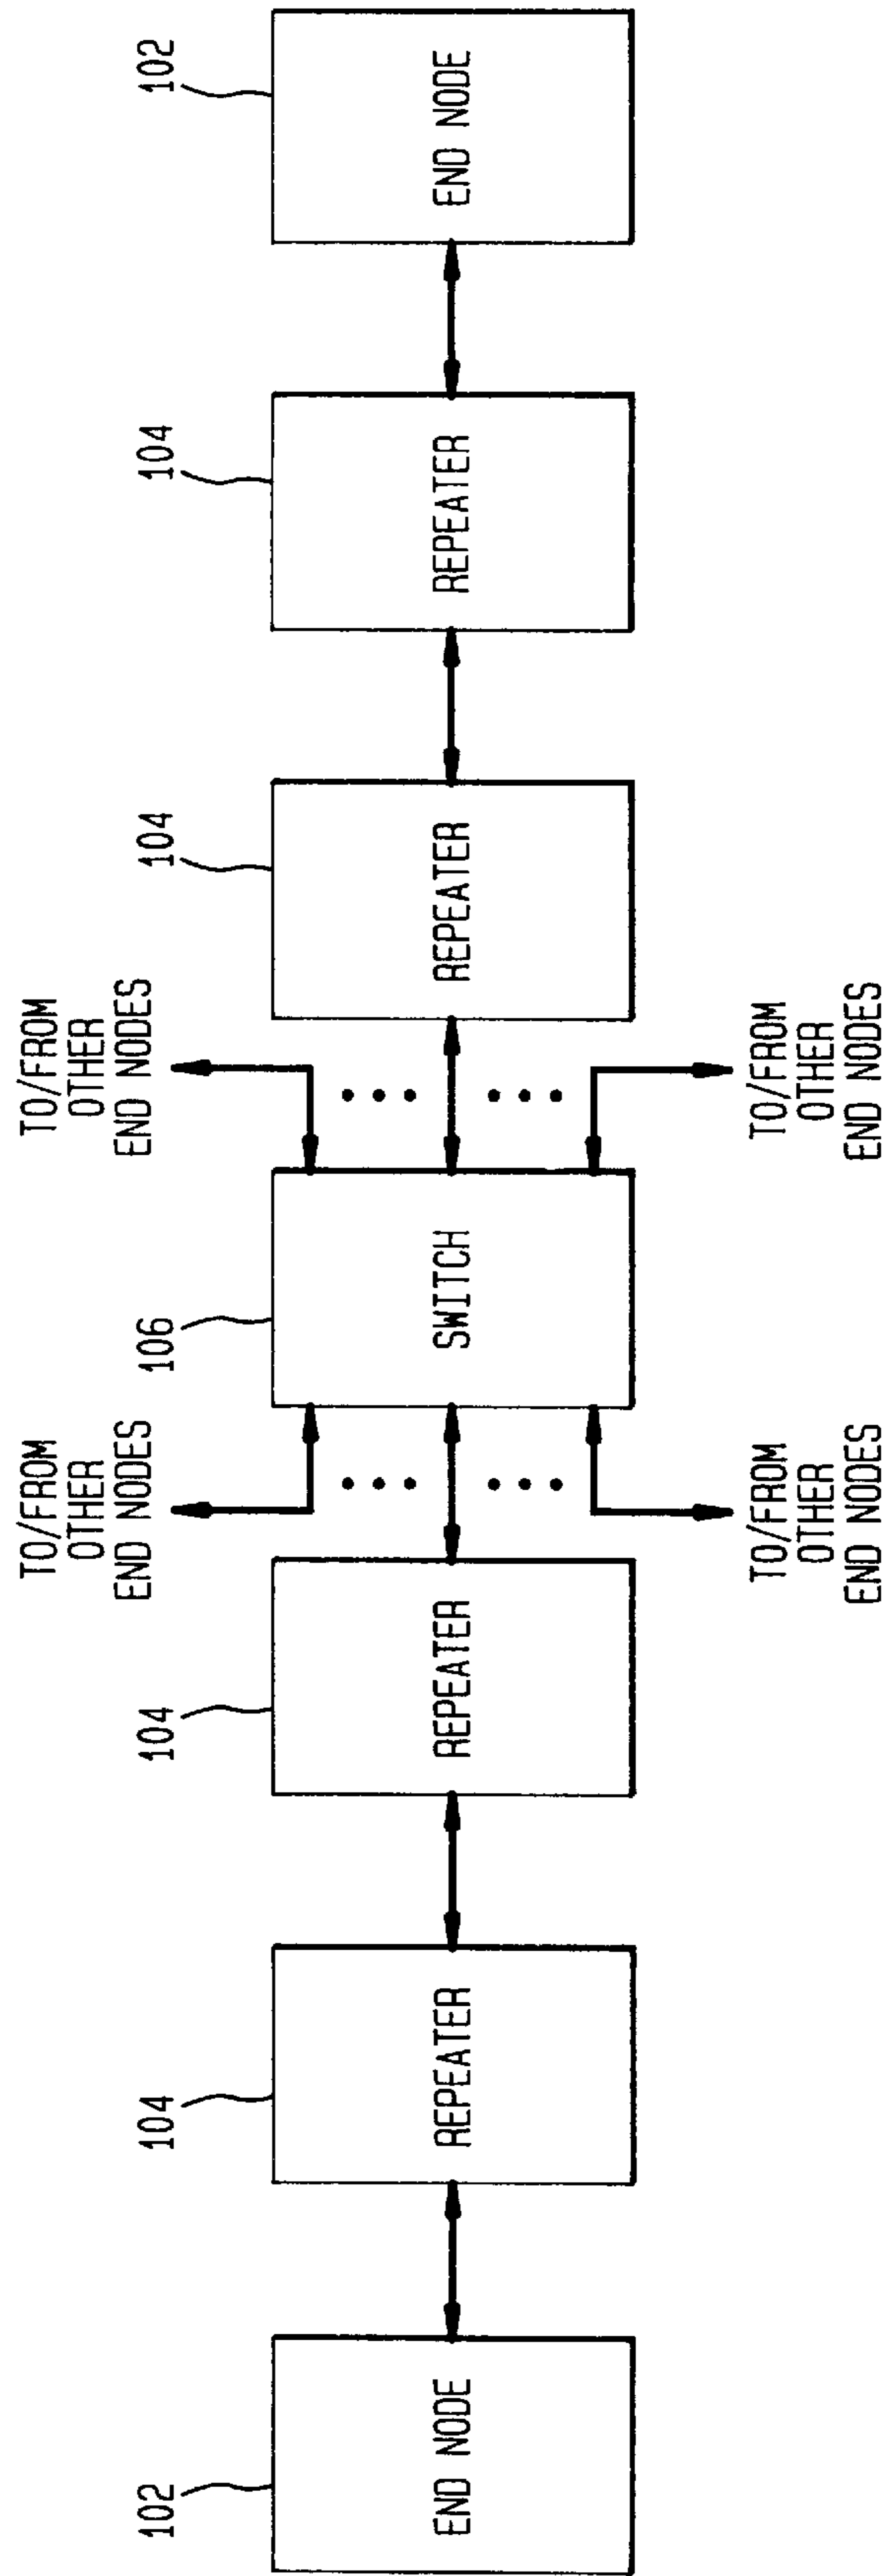 TO/FROM
OTHER
END NODES
TO/FROM
OTHER
END NODES
102
104
104
106
104
104
102
END NODE
REPEATER
REPEATER
SWITCH
REPEATER
REPEATER
END NODE
TO/FROM
OTHER
END NODES
TO/FROM
OTHER
END NODES